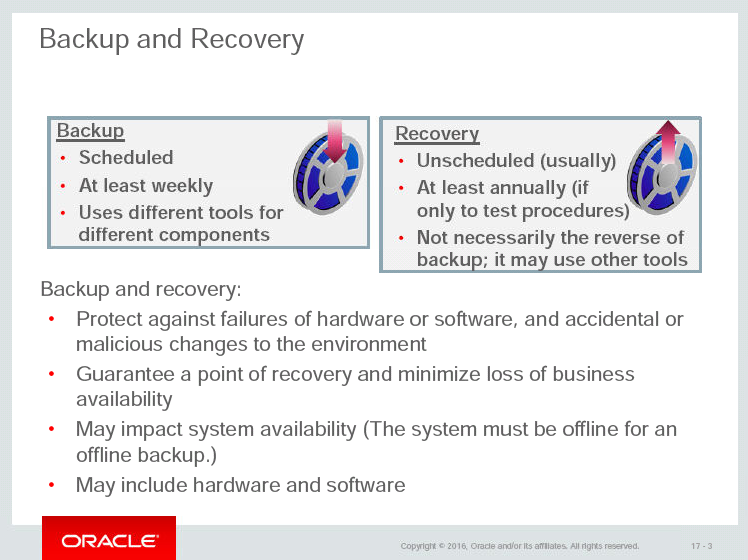 Backup and Recovery
Backup
• Scheduled
• At least weekly
• Uses different tools for
different components
Recovery
• Unscheduled (usually)
• At least annually (if
only to test procedures)
• Not necessarily the reverse of
backup; it may use other tools
Backup and recovery:
• Protect against failures of hardware or software, and accidental or
malicious changes to the environment
• Guarantee a point of recovery and minimize loss of business
availability
• May impact system availability (The system must be offline for an
offline backup.)
• May include hardware and software
ORACLE®
Copyright © 2016, Oracle and/or its affiliates. All rights reserved.
17 - 3